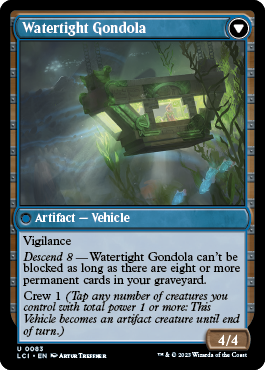 Watertight Gondola
Artifact — Vehicle
Vigilance
Descend 8 — Watertight Gondola can't be
blocked as long as there are eight or more
permanent cards in your graveyard.
Crew 1 (Tap any number of creatures you
control with total power 1 or more: This
Vehicle becomes an artifact creature until end
of turn.)
4/4
U 0083
LCI • EN Artur Treffner
™ & © 2023 Wizards of the Coast